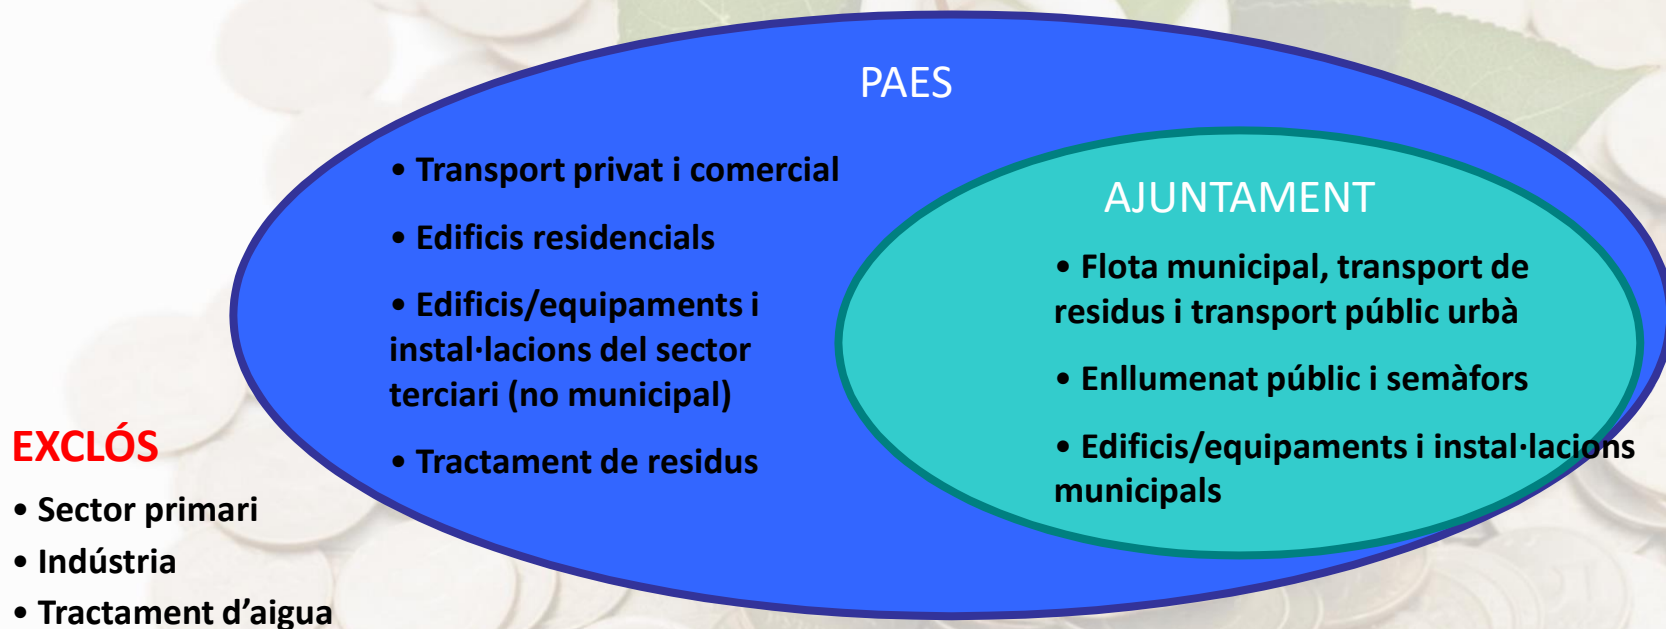 PAES
• Transport privat i comercial
• Edificis residencials
• Edificis/equipaments i
instal·lacions del sector
terciari (no municipal)
• Tractament de residus
AJUNTAMENT
• Flota municipal, transport de
residus i transport públic urbà
• Enllumenat públic i semàfors
• Edificis/equipaments i instal·lacions
municipals
EXCLÓS
• Sector primari
• Indústria
• Tractament d’aigua